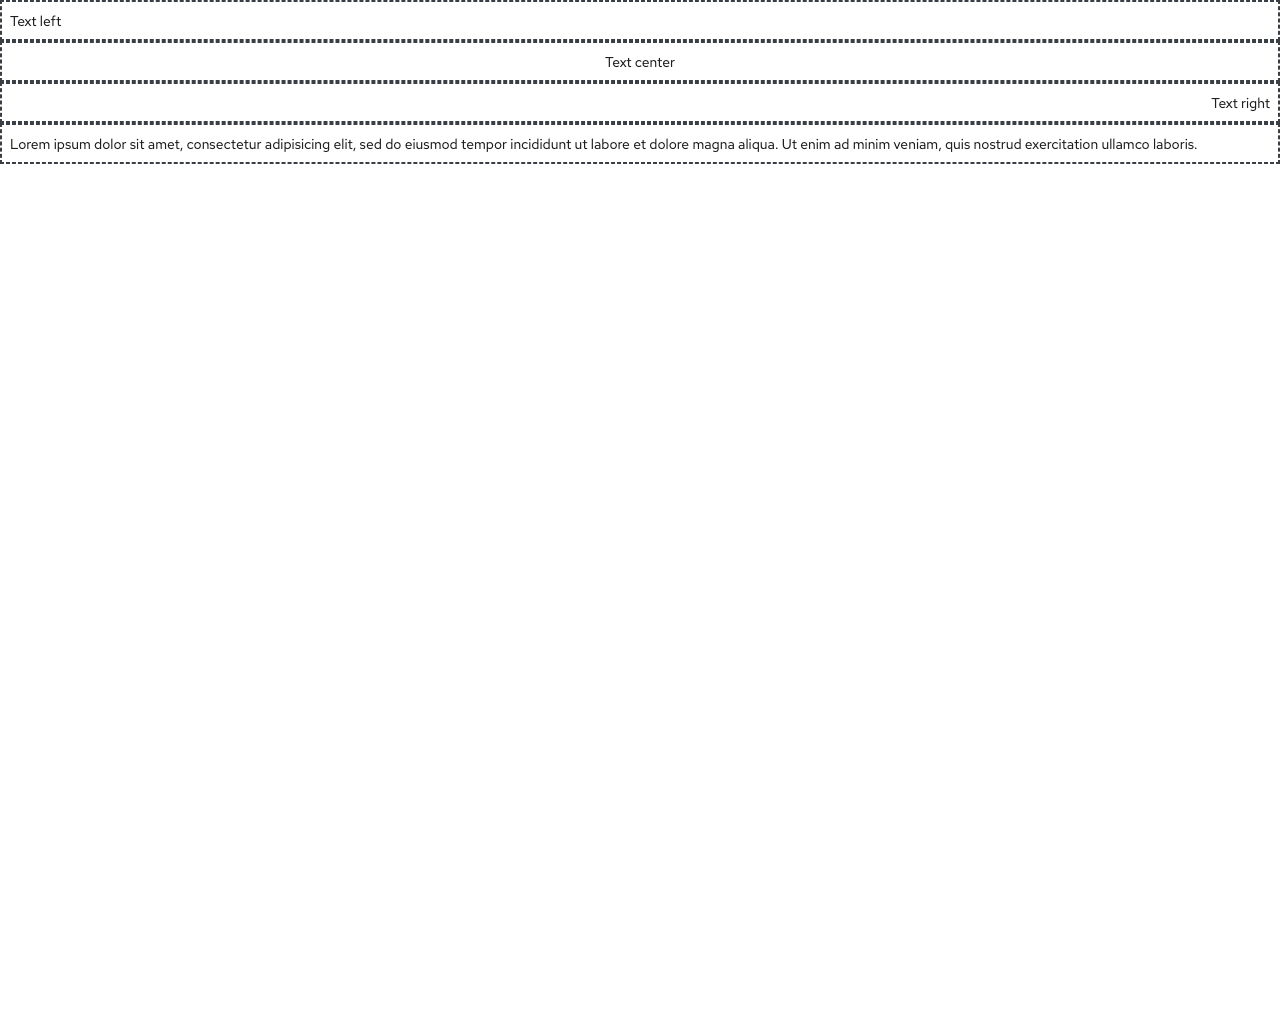 Text left
Text center
Text right
Lorem ipsum dolor sit amet, consectetur adipisicing elit, sed do eiusmod tempor incididunt ut labore et dolore magna aliqua. Ut enim ad minim veniam, quis nostrud exercitation ullamco laboris.